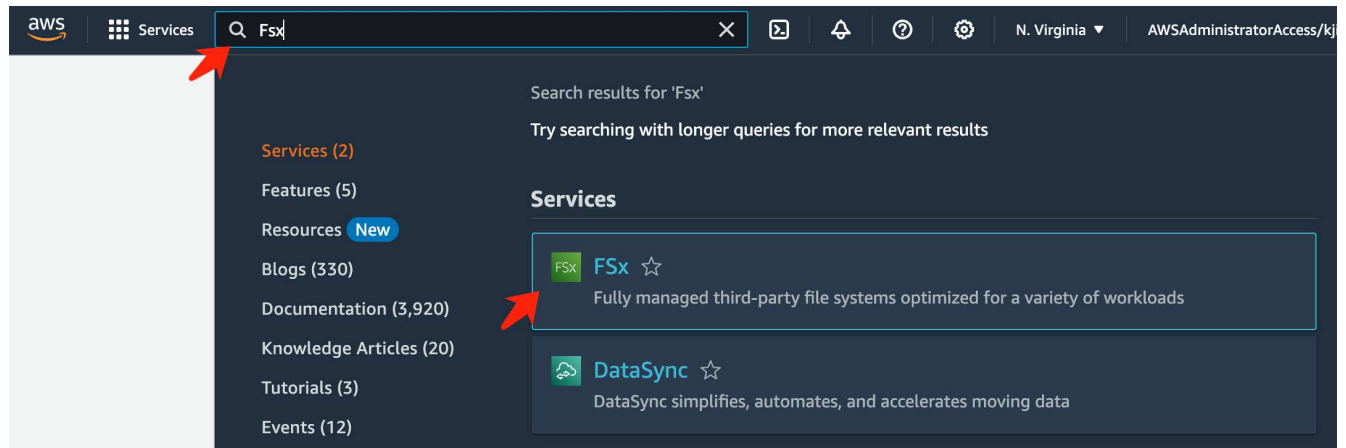 aws
Services
Fsx
N. Virginia ▼
AWSAdministratorAccess/kji
Search results for 'Fsx'
Try searching with longer queries for more relevant results
Services (2)
Features (5)
Resources New
Blogs (330)
Documentation (3,920)
Knowledge Articles (20)
Tutorials (3)
Events (12)
Services
FSx FSx
Fully managed third-party file systems optimized for a variety of workloads
DataSync
DataSync simplifies, automates, and accelerates moving data